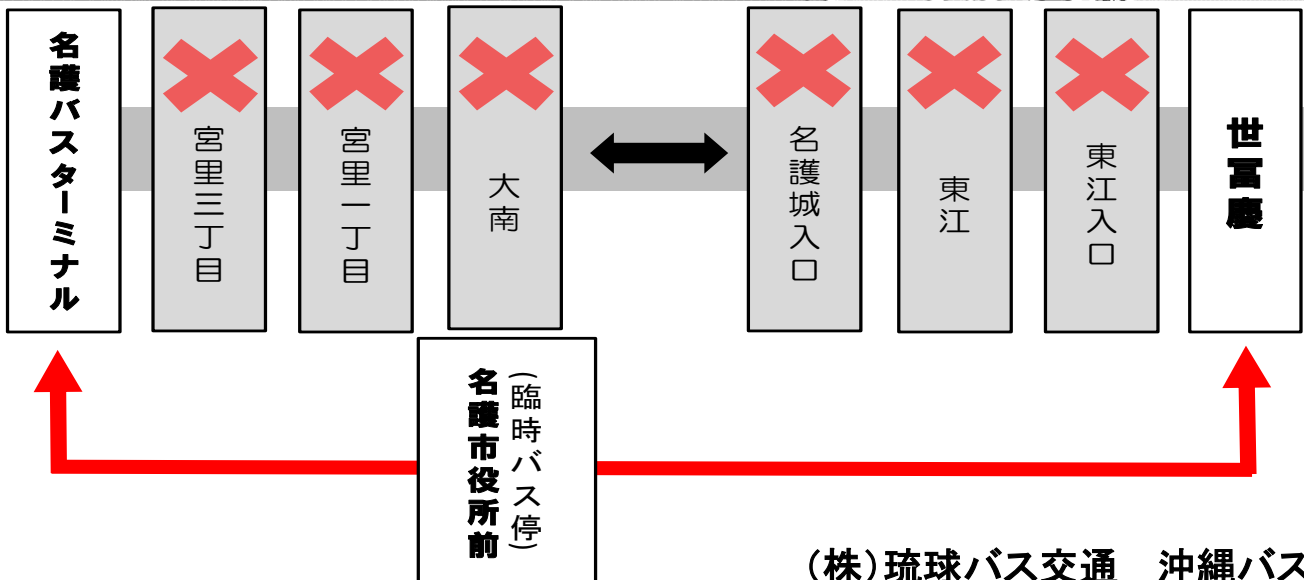 名護バスターミナル
宮里三丁目
宮里一丁目
大南
名護城入口
東江
東江入口
世冨慶
(臨時バス停)
名護市役所前
(株)琉球バス交通 沖縄バス